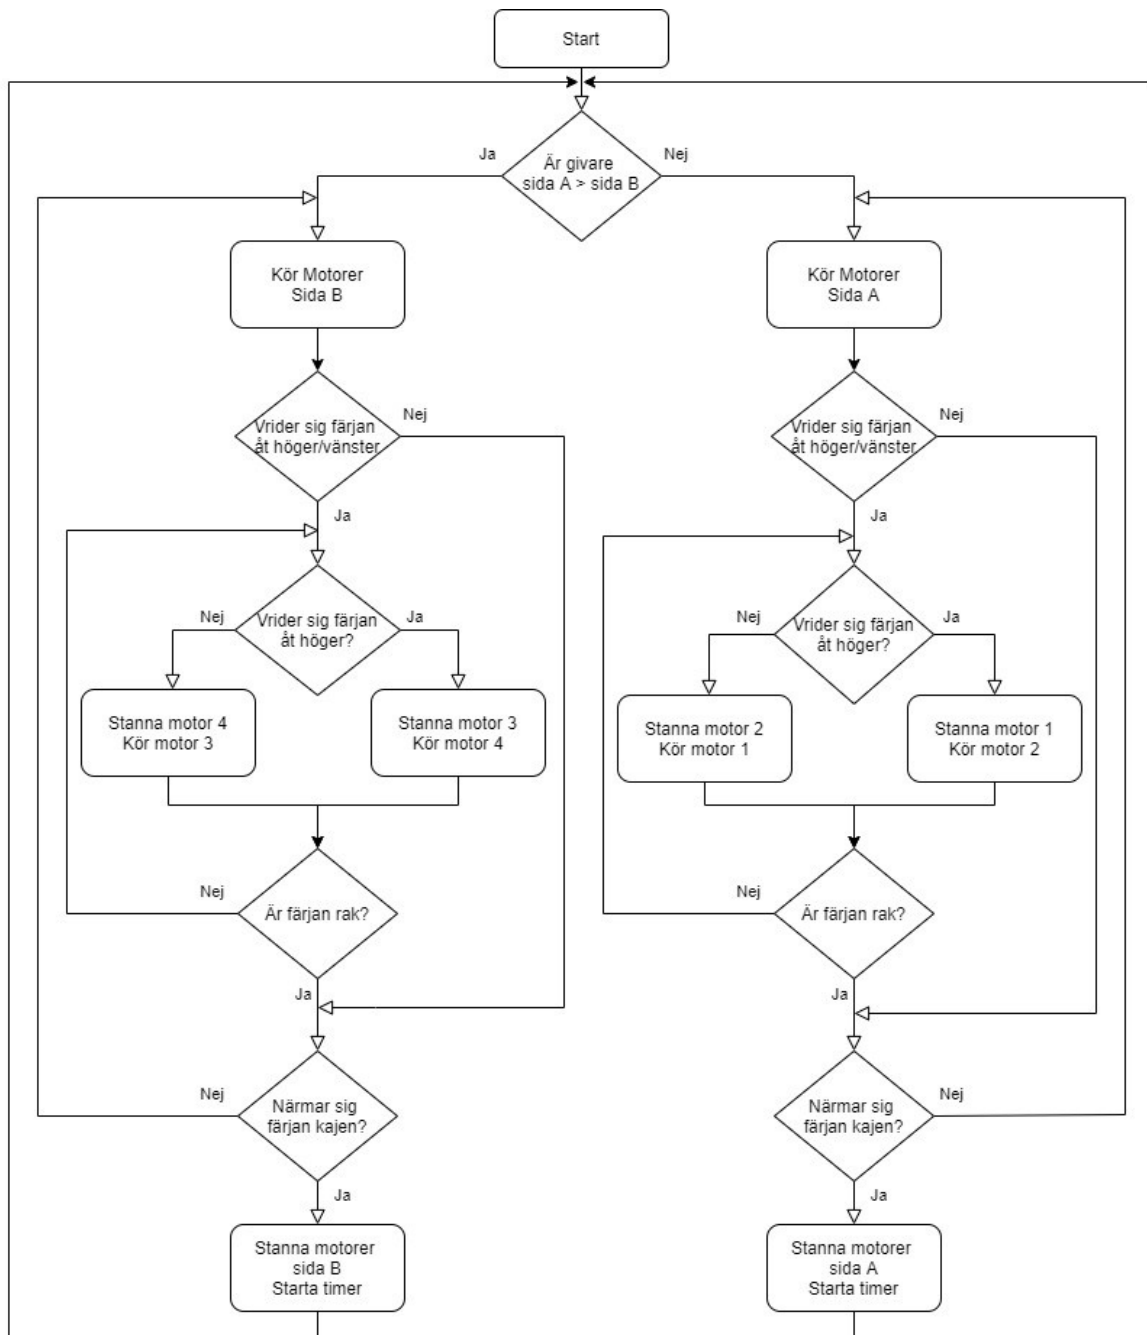 Start
Är givare
sida A > sida B
Ja
Nej
Kör Motorer
Sida B
Kör Motorer
Sida A
Vrider sig färjan
åt höger/vänster
Nej
Vrider sig färjan
åt höger/vänster
Nej
Ja
Ja
Nej
Vrider sig färjan
åt höger?
Ja
Nej
Vrider sig färjan
åt höger?
Ja
Stanna motor 4
Kör motor 3
Stanna motor 3
Kör motor 4
Stanna motor 2
Kör motor 1
Stanna motor 1
Kör motor 2
Nej
Är färjan rak?
Nej
Är färjan rak?
Ja
Ja
Nej
Närmar sig
färjan kajen?
Närmar sig
färjan kajen?
Nej
Ja
Ja
Stanna motorer
sida B
Starta timer
Stanna motorer
sida A
Starta timer